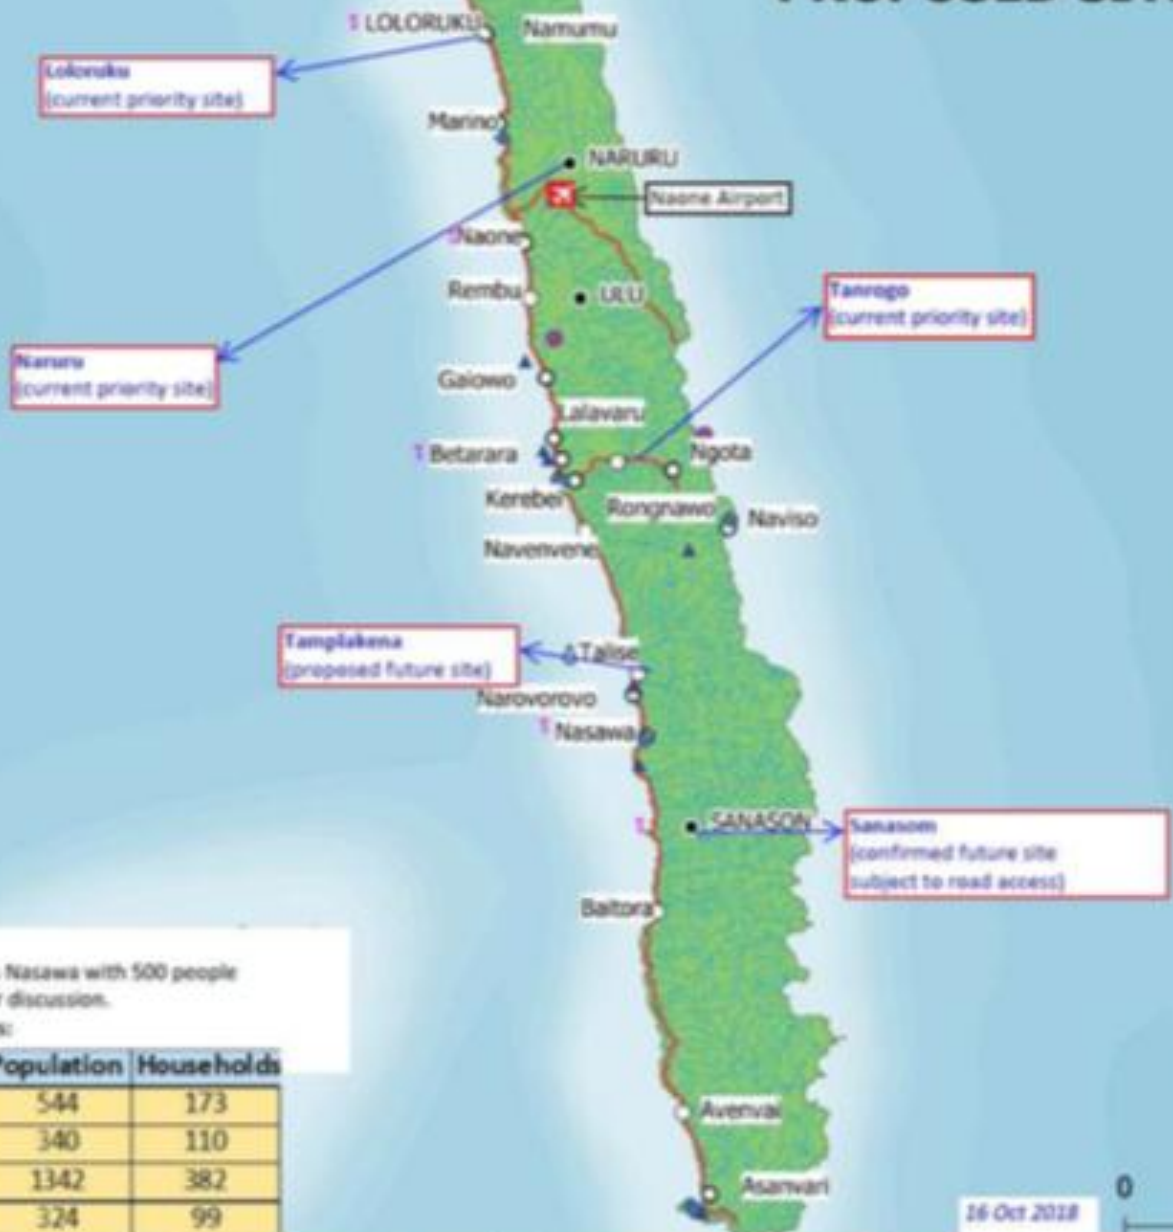 LOLORUKU
Namumu
Loloruku
(current priority site)
Marino
NARURU
Naone Airport
Naone
Rembu
ULU
Tanrogo
(current priority site)
Naruru
(current priority site)
Gaiowo
Lalavaru
Betarara
Ngota
Kerebei
Rongnawo
Naviso
Navenvene
Tamplakena
(proposed future site)
Talise
Narovorovo
Nasawa
SANASON
Sanasom
(confirmed future site
subject to road access)
Baitora
Nasawa with 500 people
discussion.
Population Households
544 173
340 110
1342 382
324 99
Avenvai
Asanvari
0
16 Oct 2018